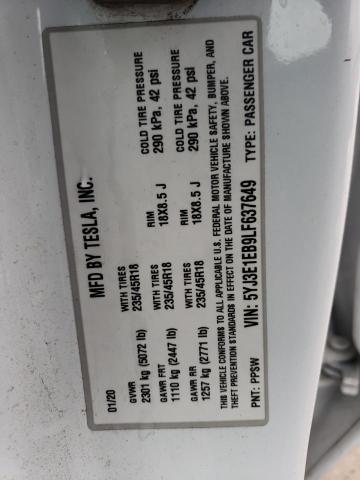 MFD BY TESLA, INC.
01/20
GVWR WITH TIRES RIM COLD TIRE PRESSURE
2301 kg (5072 lb) 235/45R18 18X8.5 J 290 kPa, 42 psi
GAWR FRT
1110 kg (2447 lb) 235/45R18
GAWR RR WITH TIRES RIM COLD TIRE PRESSURE
1257 kg (2771 lb) 235/45R18 18X8.5 J 290 kPa, 42 psi
THIS VEHICLE CONFORMS TO ALL APPLICABLE U.S. FEDERAL MOTOR VEHICLE SAFETY, BUMPER, AND
THEFT PREVENTION STANDARDS IN EFFECT ON THE DATE OF MANUFACTURE SHOWN ABOVE.
VIN: 5YJ3E1EB9LF637649
PNT: PPSW TYPE: PASSENGER CAR